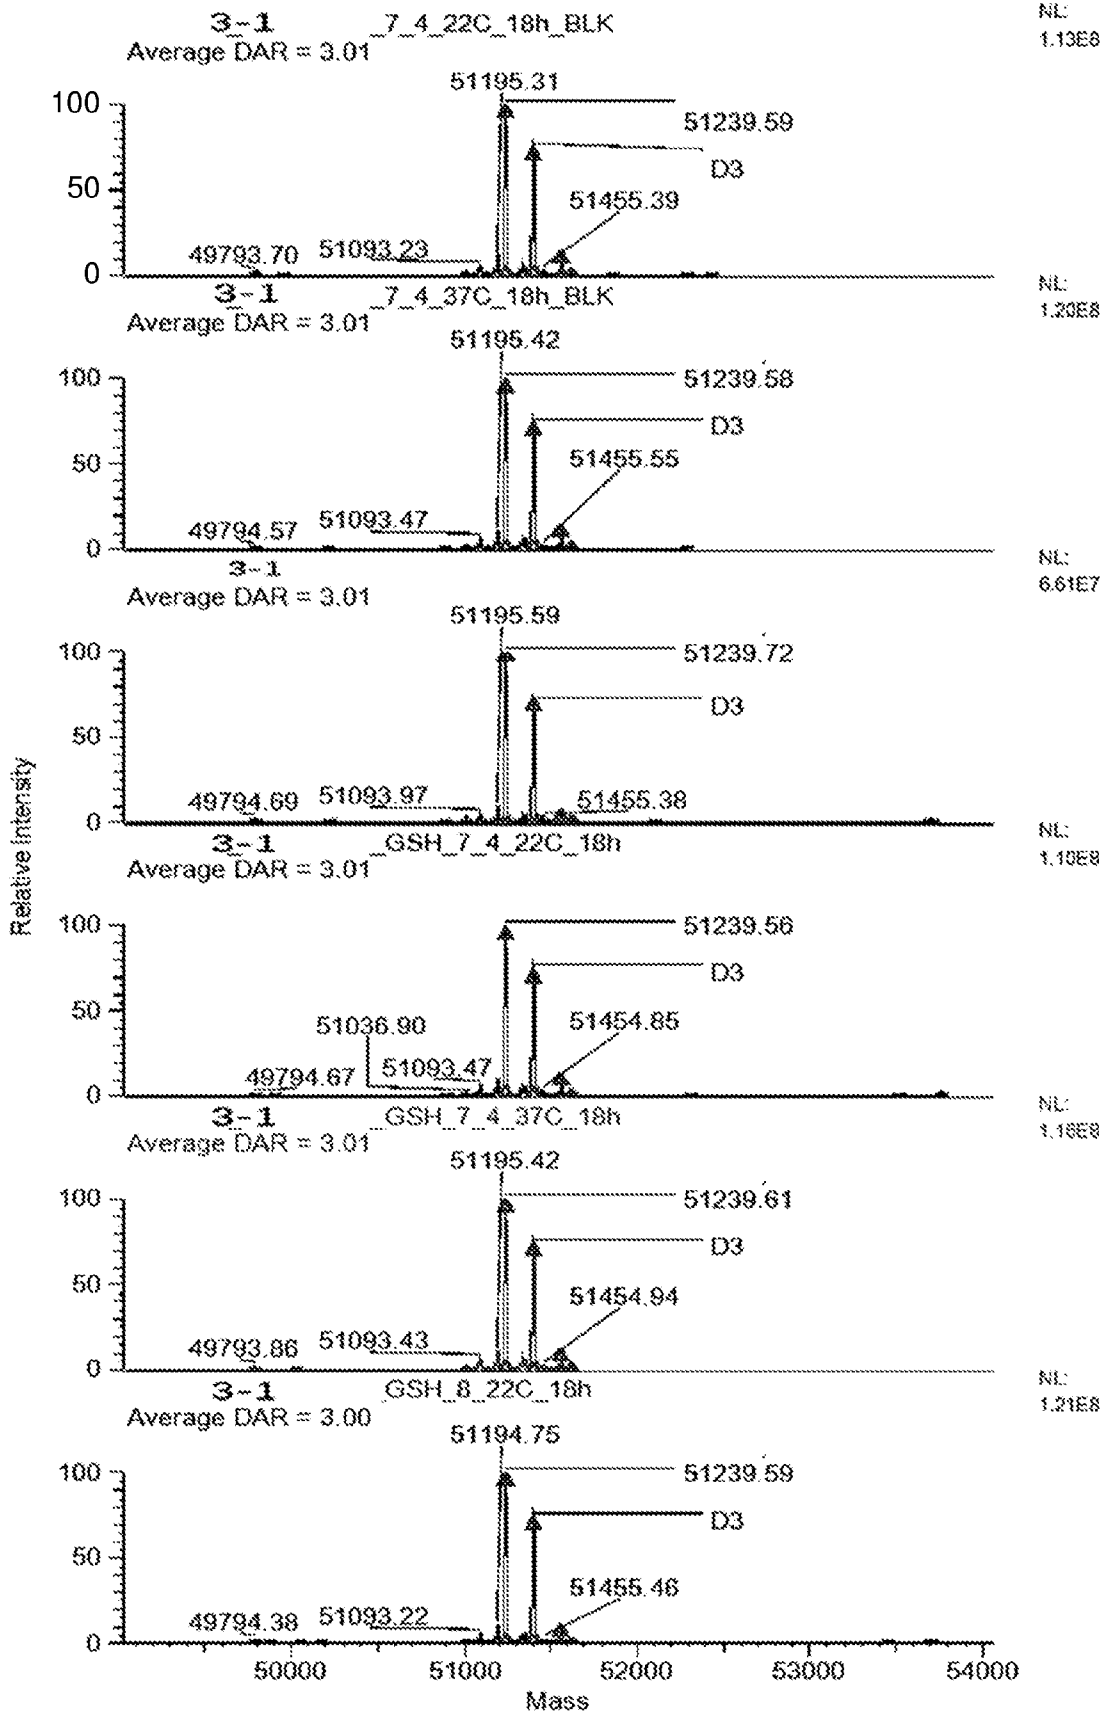 3-1 _7_4_22C_18h_BLK
NL:
1.13E8
Average DAR = 3.01
51195.31
100
51239.59
D3
50
51455.39
49793.70
51093.23
0
3-1 _7_4_37C_18h_BLK
NL:
1.20E8
Average DAR = 3.01
51195.42
100
51239.58
D3
50
51455.55
49794.57
51093.47
0
3-1
NL:
6.61E7
Average DAR = 3.01
51195.59
100
51239.72
D3
50
49794.69
51093.97
51455.38
0
3-1 _GSH_7_4_22C_18h
NL:
1.10E8
Average DAR = 3.01
100
51239.56
D3
50
51036.90
51454.85
51093.47
49794.67
0
3-1 _GSH_7_4_37C_18h
NL:
1.16E8
Average DAR = 3.01
51195.42
100
51239.61
D3
50
51454.94
49793.86
51093.43
0
3-1 _GSH_8_22C_18h
NL:
1.21E8
Average DAR = 3.00
51194.75
100
51239.59
D3
50
51455.46
49794.38
51093.22
0
50000 51000 52000 53000 54000
Mass
Relative Intensity